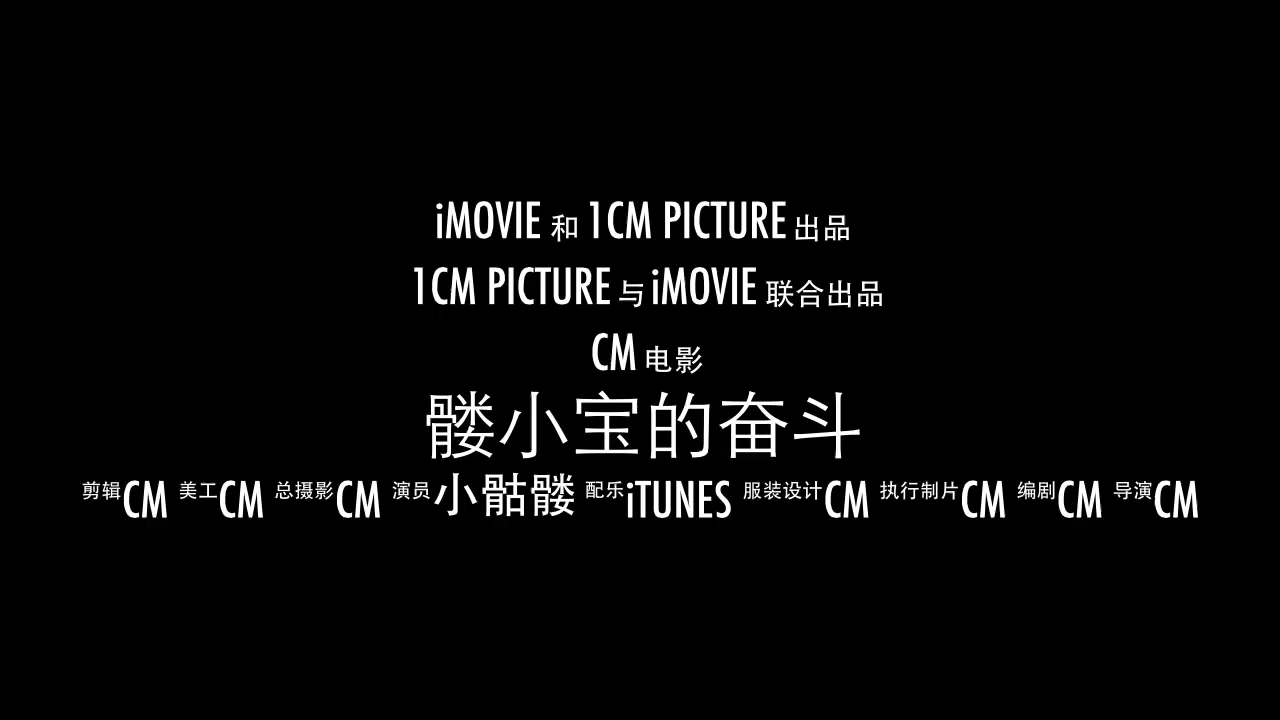 iMOVIE 和 1CM PICTURE 出品
1CM PICTURE 与 iMOVIE 联合出品
CM 电影
髅小宝的奋斗
剪辑CM 美工CM 总摄影CM 演员小骷髅 配乐iTUNES 服装设计CM 执行制片CM 编剧CM 导演CM